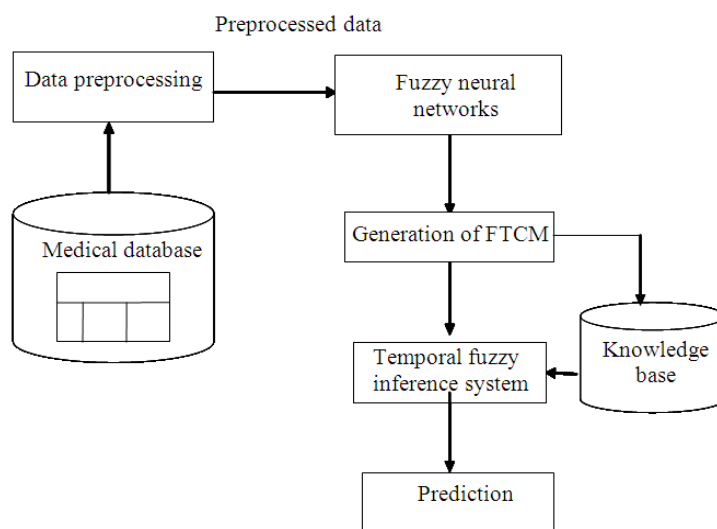 Preprocessed data
Data preprocessing
Fuzzy neural
networks
Medical database
Generation of FTCM
Temporal fuzzy
inference system
Knowledge
base
Prediction